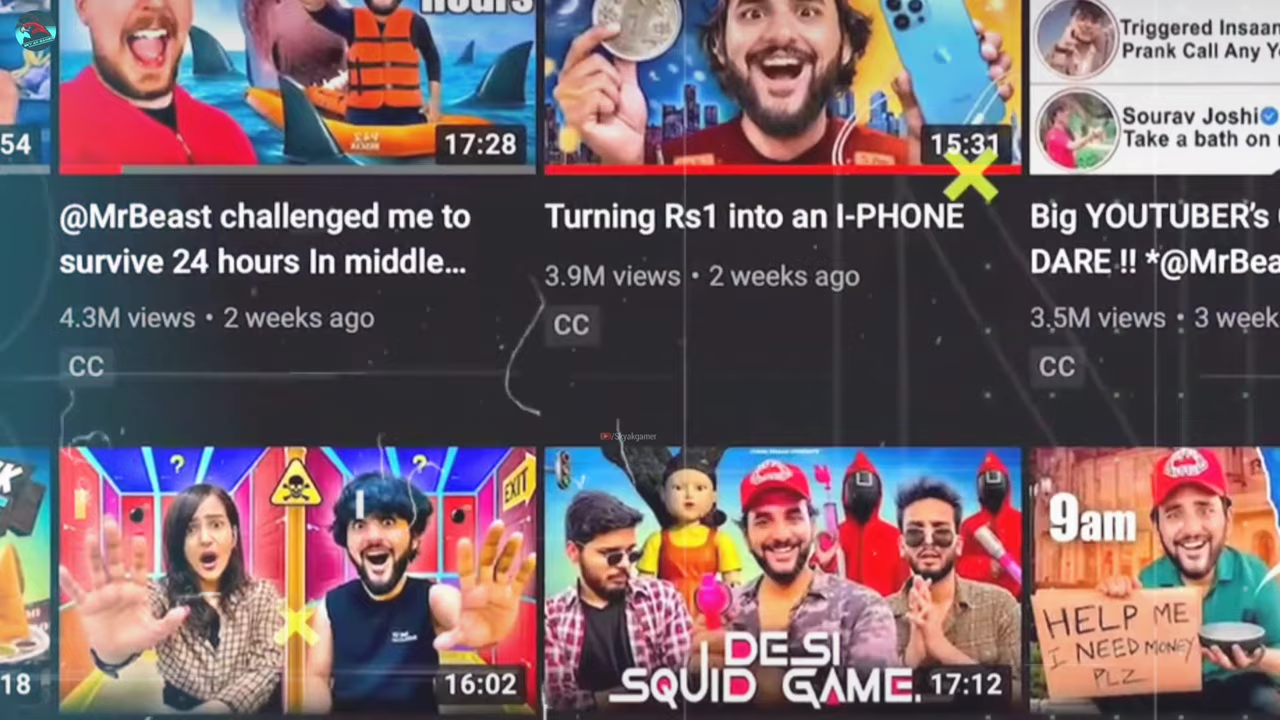 hours
Triggered Insaan
Prank Call Any Yo
Sourav Joshi
Take a bath on
54
17:28
15:31
@MrBeast challenged me to
survive 24 hours In middle...
4.3M views • 2 weeks ago
CC
Turning Rs1 into an I-PHONE
3.9M views • 2 weeks ago
CC
Big YOUTUBER's
DARE !! *@MrBea
3.5M views • 3 week
CC
/Skyakgamer
?
?
EXIT
16:02
DESI
SQUID GAME.
17:12
9am
HELP ME
I NEED MONEY
PLZ
18